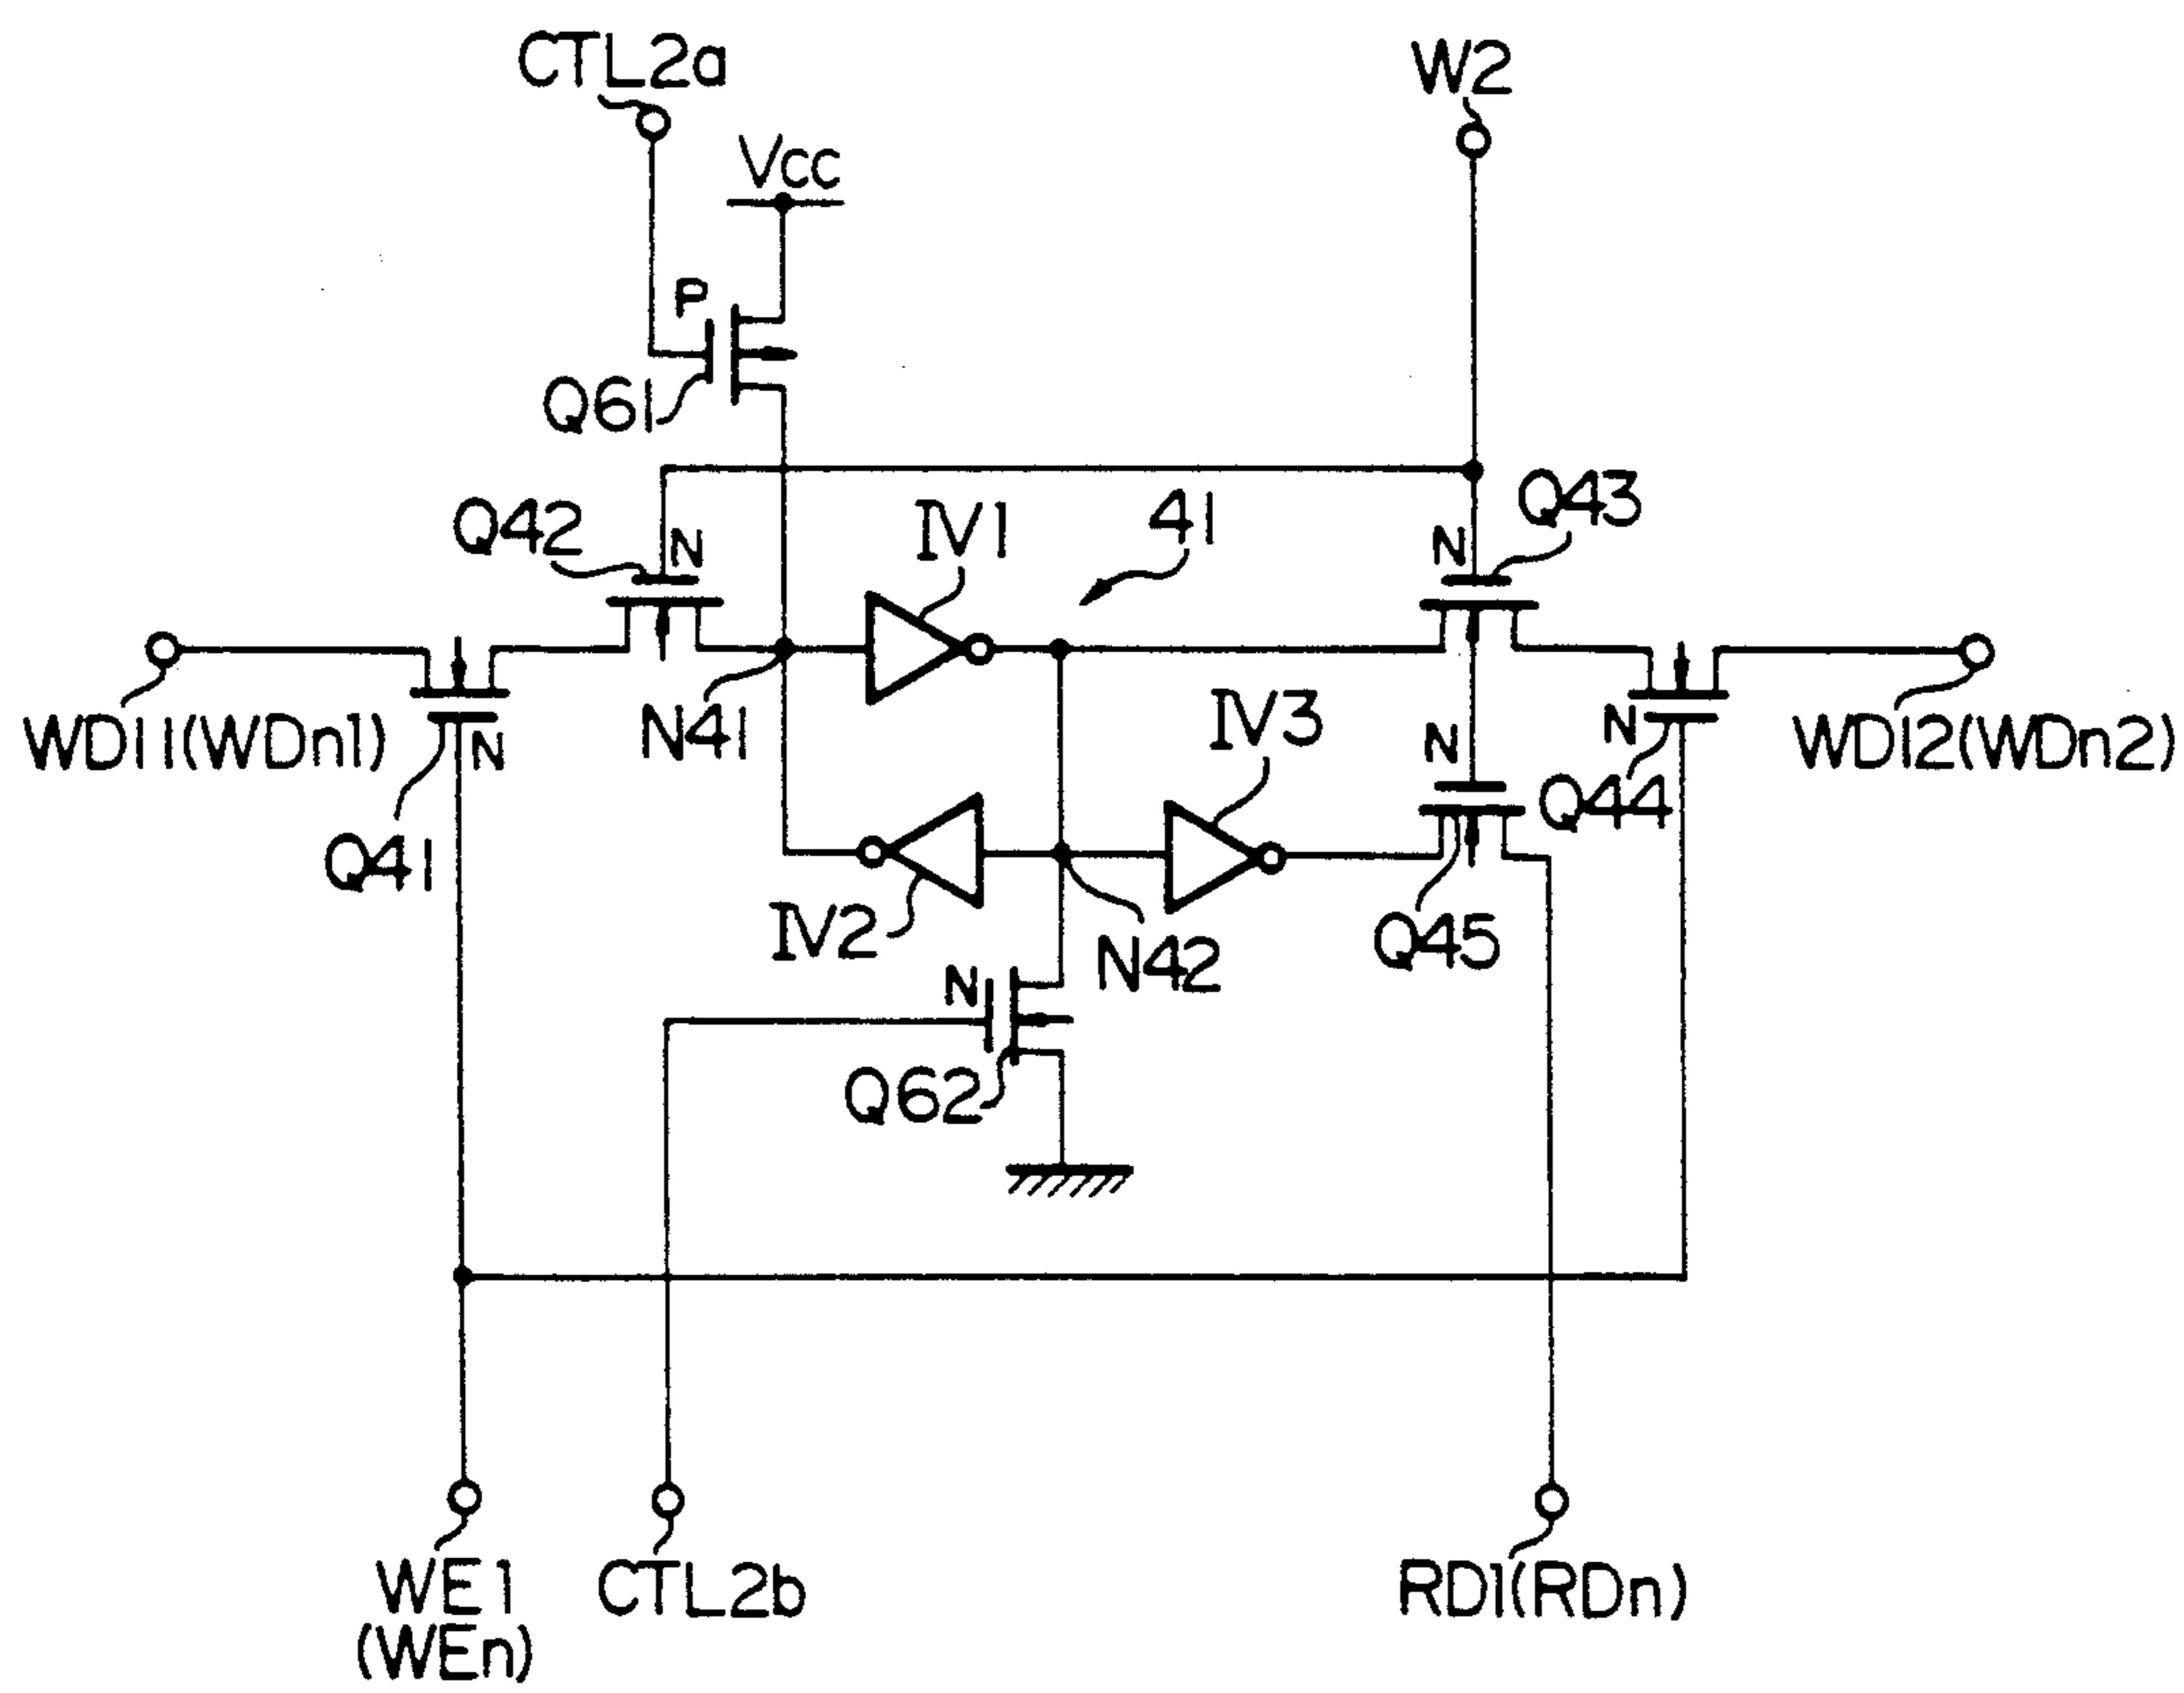 CTL2a
W2
Vcc
P
Q61
Q42
N
IV1
41
N
Q43
WD11(WDn1)
N
Q41
N41
IV3
N
N
Q44
WD12(WDn2)
IV2
N42
Q45
N
Q62
WE1
(WEn)
CTL2b
RD1(RDn)